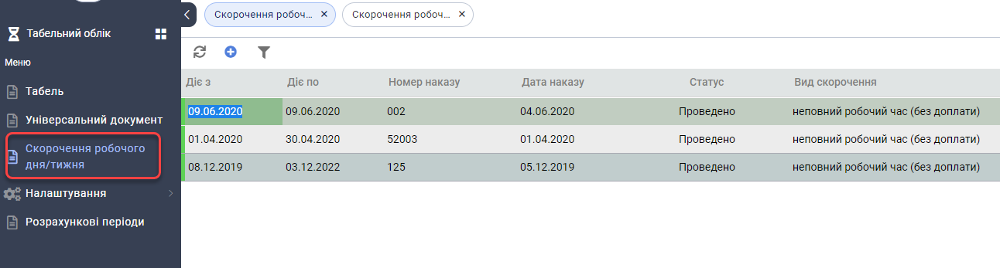 Скорочення робоч... ×
Скорочення робоч... ×
Табельний облік
Меню
Табель
Універсальний документ
Скорочення робочого
дня/тижня
Налаштування
Розрахункові періоди
Діє з Діє по Номер наказу Дата наказу Статус Вид скорочення
09.06.2020 09.06.2020 002 04.06.2020 Проведено неповний робочий час (без доплати)
01.04.2020 30.04.2020 52003 01.04.2020 Проведено неповний робочий час (без доплати)
08.12.2019 03.12.2022 125 05.12.2019 Проведено неповний робочий час (без доплати)